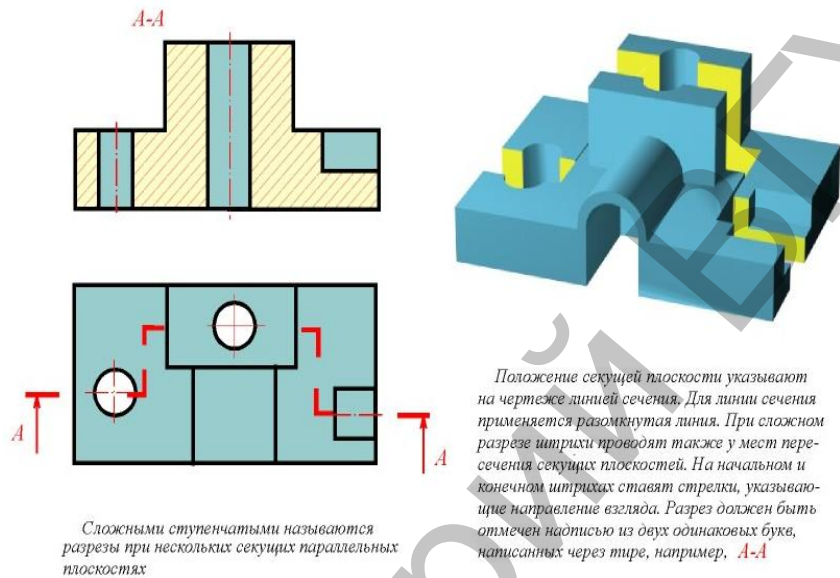 А-А
А
А
Положение секущей плоскости указывают
на чертеже линией сечения. Для линии сечения
применяется разомкнутая линия. При сложном
разрезе штрихи проводят также у мест пере-
сечения секущих плоскостей. На начальном и
конечном штрихах ставят стрелки, указываю-
щие направление взгляда. Разрез должен быть
отмечен надписью из двух одинаковых букв,
написанных через тире, например, А-А
Сложными ступенчатыми называются
разрезы при нескольких секущих параллельных
плоскостях